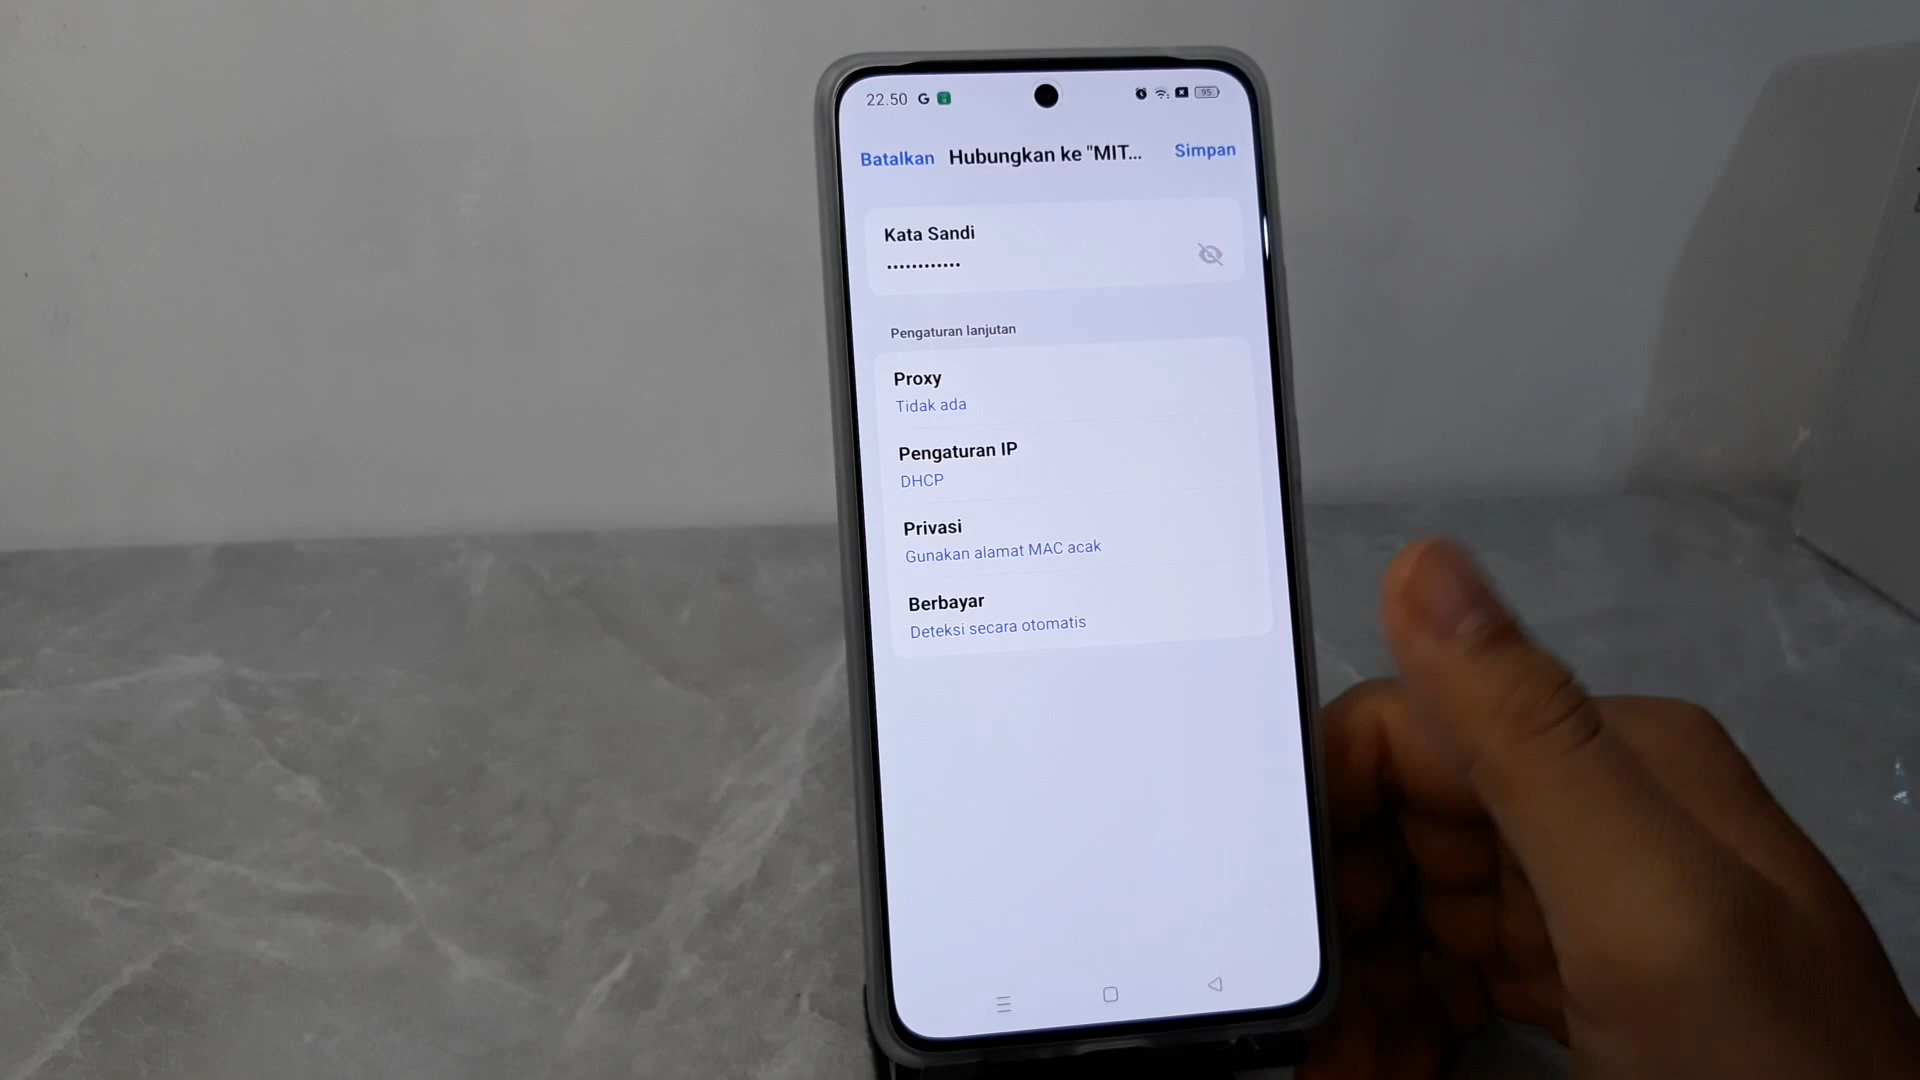 22.50 G 95
Batalkan Hubungkan ke "MIT... Simpan
Kata Sandi
••••••••••••
Pengaturan lanjutan
Proxy
Tidak ada
Pengaturan IP
DHCP
Privasi
Gunakan alamat MAC acak
Berbayar
Deteksi secara otomatis